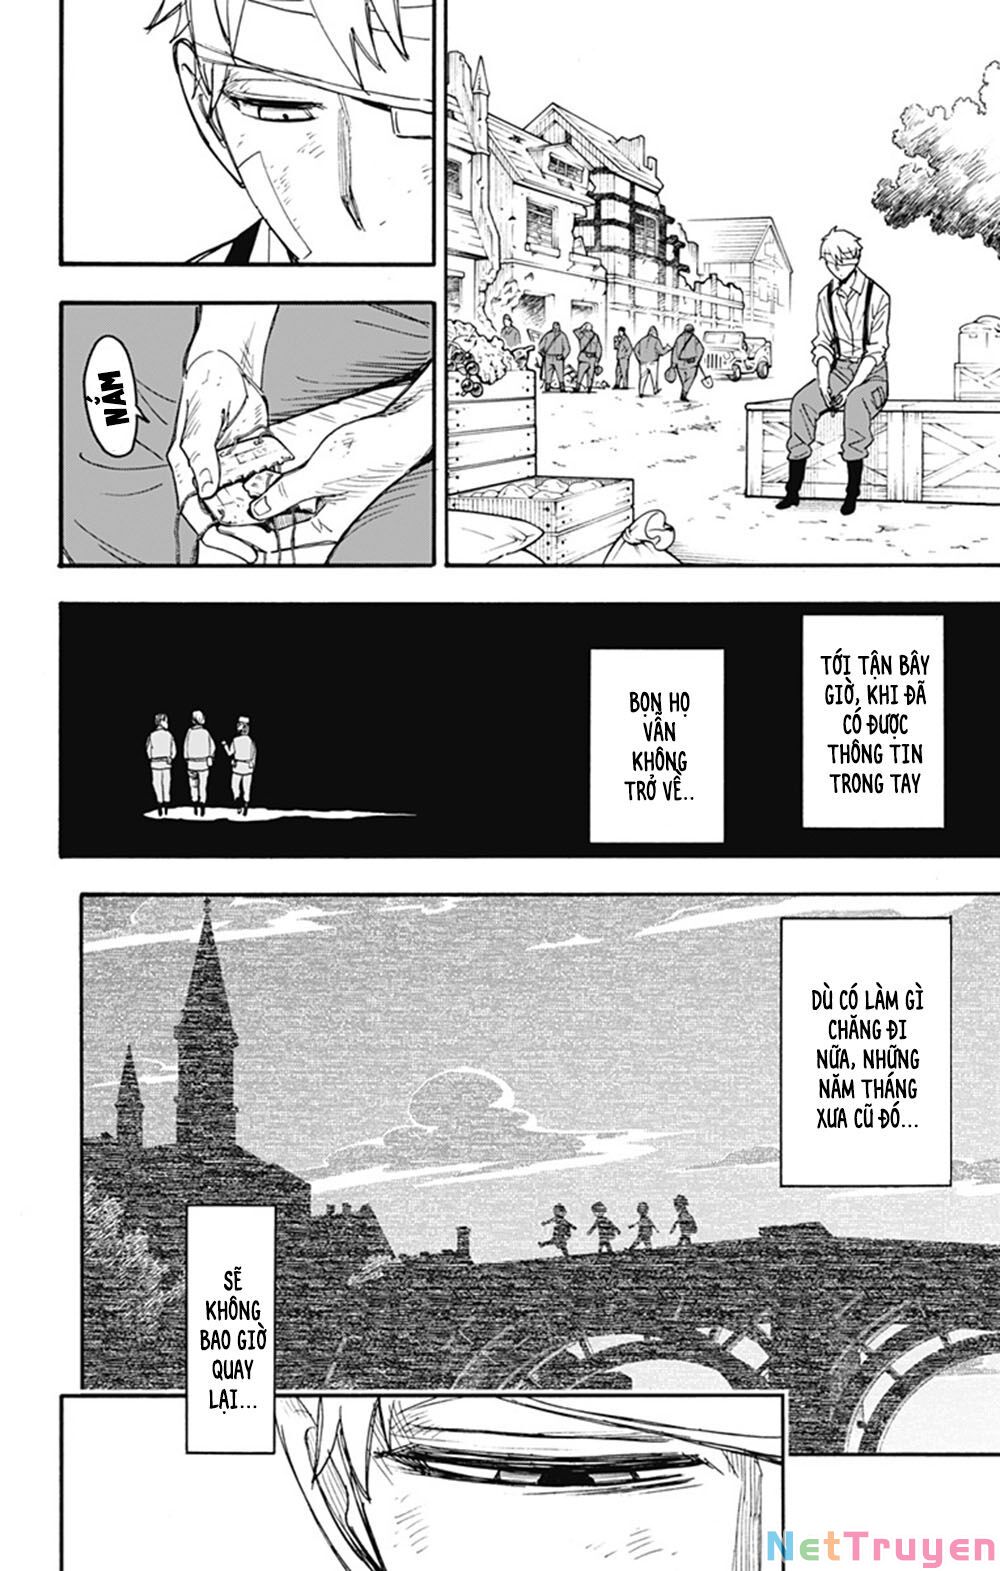 NẮM
TỚI TẬN BÂY
GIỜ, KHI ĐÃ
CÓ ĐƯỢC
THÔNG TIN
TRONG TAY
BỌN HỌ
VẪN
KHÔNG
TRỞ VỀ..
DÙ CÓ LÀM GÌ
CHĂNG ĐI
NỮA, NHỮNG
NĂM THÁNG
XƯA CŨ ĐÓ...
SẼ
KHÔNG
BAO GIỜ
QUAY
LẠI...
NetTruyen